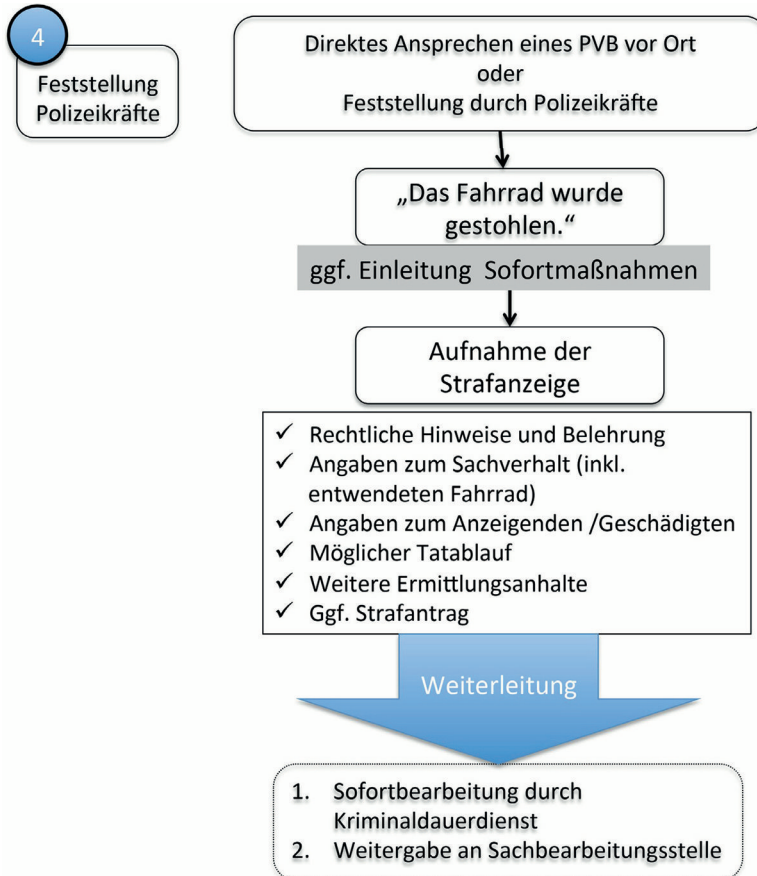 4
Feststellung
Polizeikräfte
Direktes Ansprechen eines PVB vor Ort
oder
Feststellung durch Polizeikräfte
„Das Fahrrad wurde
gestohlen.“
ggf. Einleitung Sofortmaßnahmen
Aufnahme der
Strafanzeige
✓ Rechtliche Hinweise und Belehrung
✓ Angaben zum Sachverhalt (inkl.
entwendeten Fahrrad)
✓ Angaben zum Anzeigenden /Geschädigten
✓ Möglicher Tatablauf
✓ Weitere Ermittlungsanhalte
✓ Ggf. Strafantrag
Weiterleitung
1. Sofortbearbeitung durch
Kriminaldauerdienst
2. Weitergabe an Sachbearbeitungsstelle